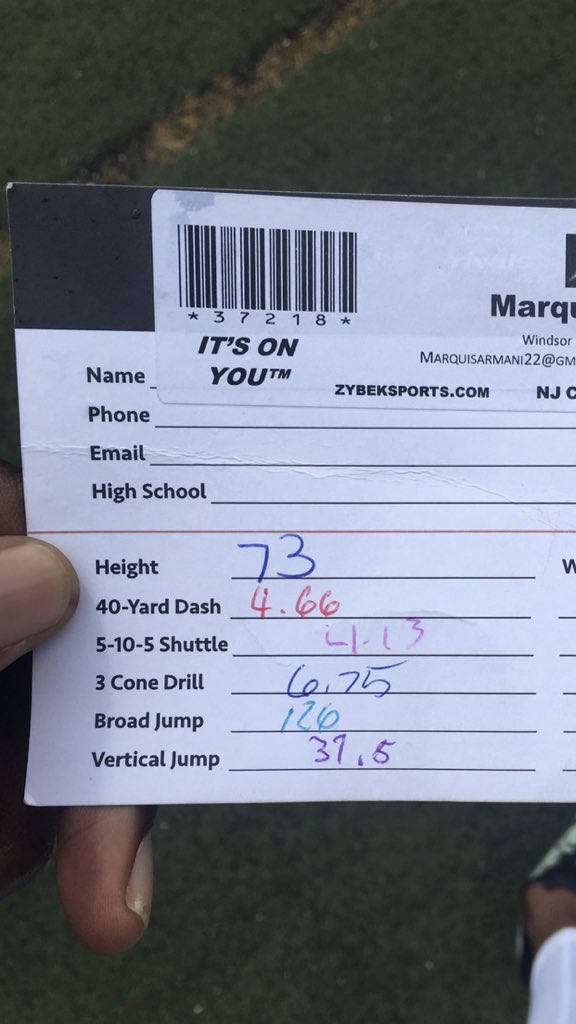 *37218*
IT'S ON
YOU™
Marqu
Windsor
MARQUISARMANI22@GM
ZYBEKSPORTS.COM NJ C
Name
Phone
Email
High School
Height 73 W
40-Yard Dash 4.66
5-10-5 Shuttle 4.13
3 Cone Drill 6.75
Broad Jump 126
Vertical Jump 37.5